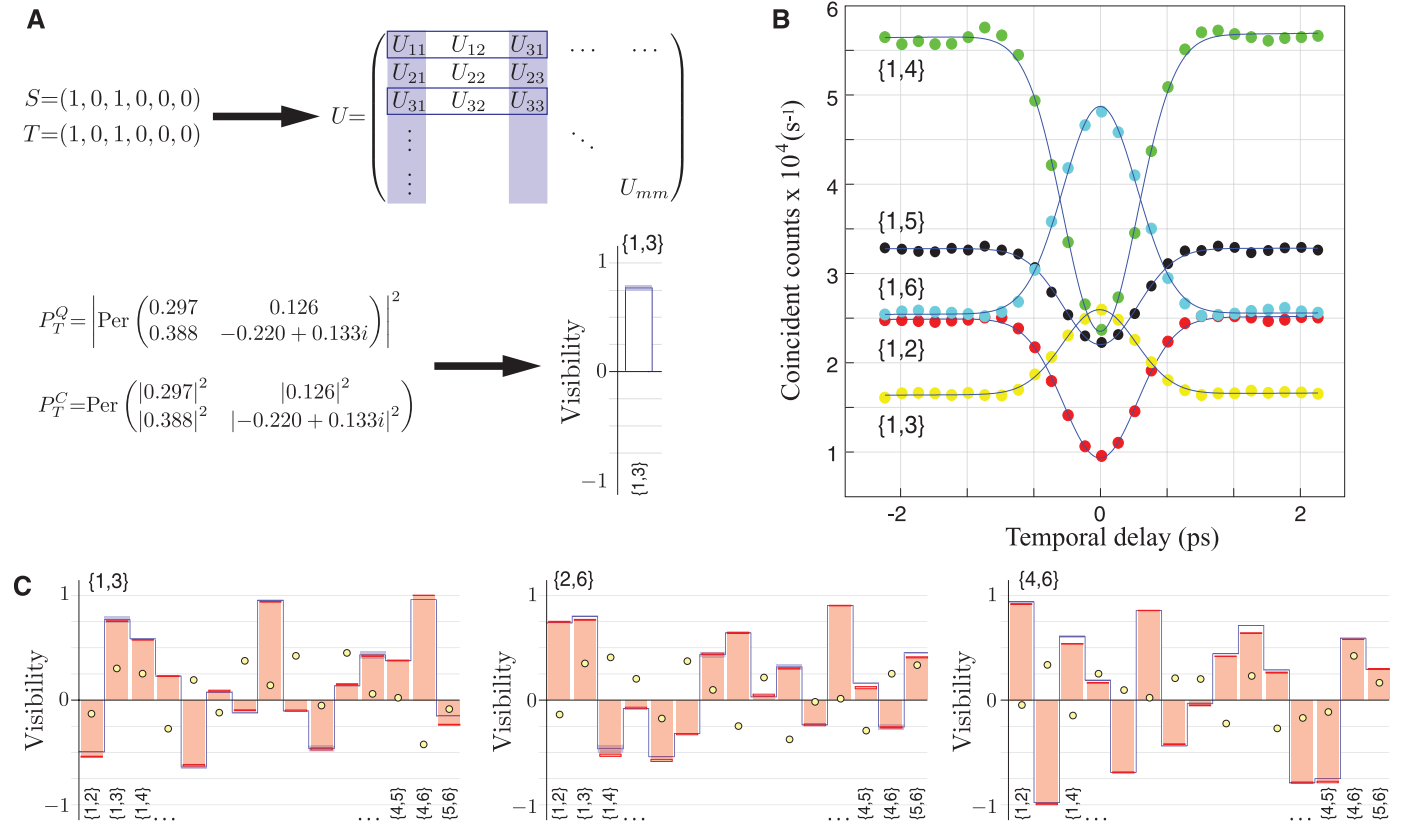 A
S=(1, 0, 1, 0, 0, 0)
T=(1, 0, 1, 0, 0, 0)
U=
U11 U12 U31 ... ...
U21 U22 U23
U31 U32 U33
⋮ ⋱
⋮ Umm
P_T^Q=|Per(0.297 0.126
0.388 −0.220 + 0.133i)|^2
P_T^C=Per(|0.297|^2 |0.126|^2
|0.388|^2 |−0.220 + 0.133i|^2)
{1,3}
1
0
−1
Visibility
{1,3}
B
6
5
4
3
2
1
Coincident counts x 10^4 (s^-1)
{1,4}
{1,5}
{1,6}
{1,2}
{1,3}
-2 0 2
Temporal delay (ps)
C
{1,3}
1
0
−1
Visibility
{1,2} {1,3} {1,4} ... ... {4,5} {4,6} {5,6}
{2,6}
1
0
−1
Visibility
{1,2} {1,3} {1,4} ... ... {4,5} {4,6} {5,6}
{4,6}
1
0
−1
Visibility
{1,2} {1,4} ... ... {4,5} {4,6} {5,6}